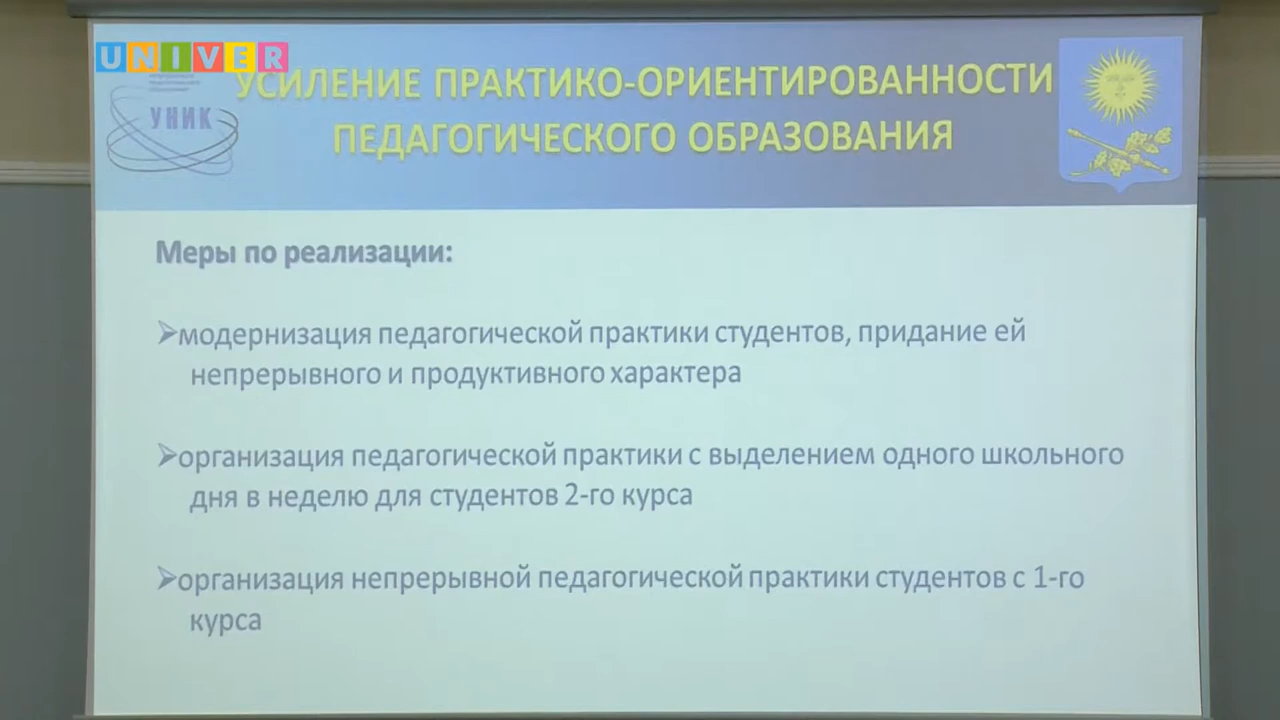 UNIVER
УНИК
УСИЛЕНИЕ ПРАКТИКО-ОРИЕНТИРОВАННОСТИ
ПЕДАГОГИЧЕСКОГО ОБРАЗОВАНИЯ
Меры по реализации:
➢модернизация педагогической практики студентов, придание ей
непрерывного и продуктивного характера
➢организация педагогической практики с выделением одного школьного
дня в неделю для студентов 2-го курса
➢организация непрерывной педагогической практики студентов с 1-го
курса